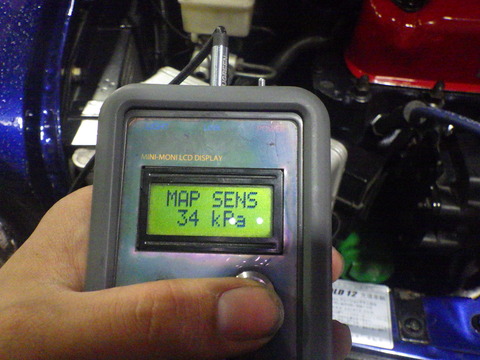 MINI-MONI LCD DISPLAY
MAP SENS
34 kPa